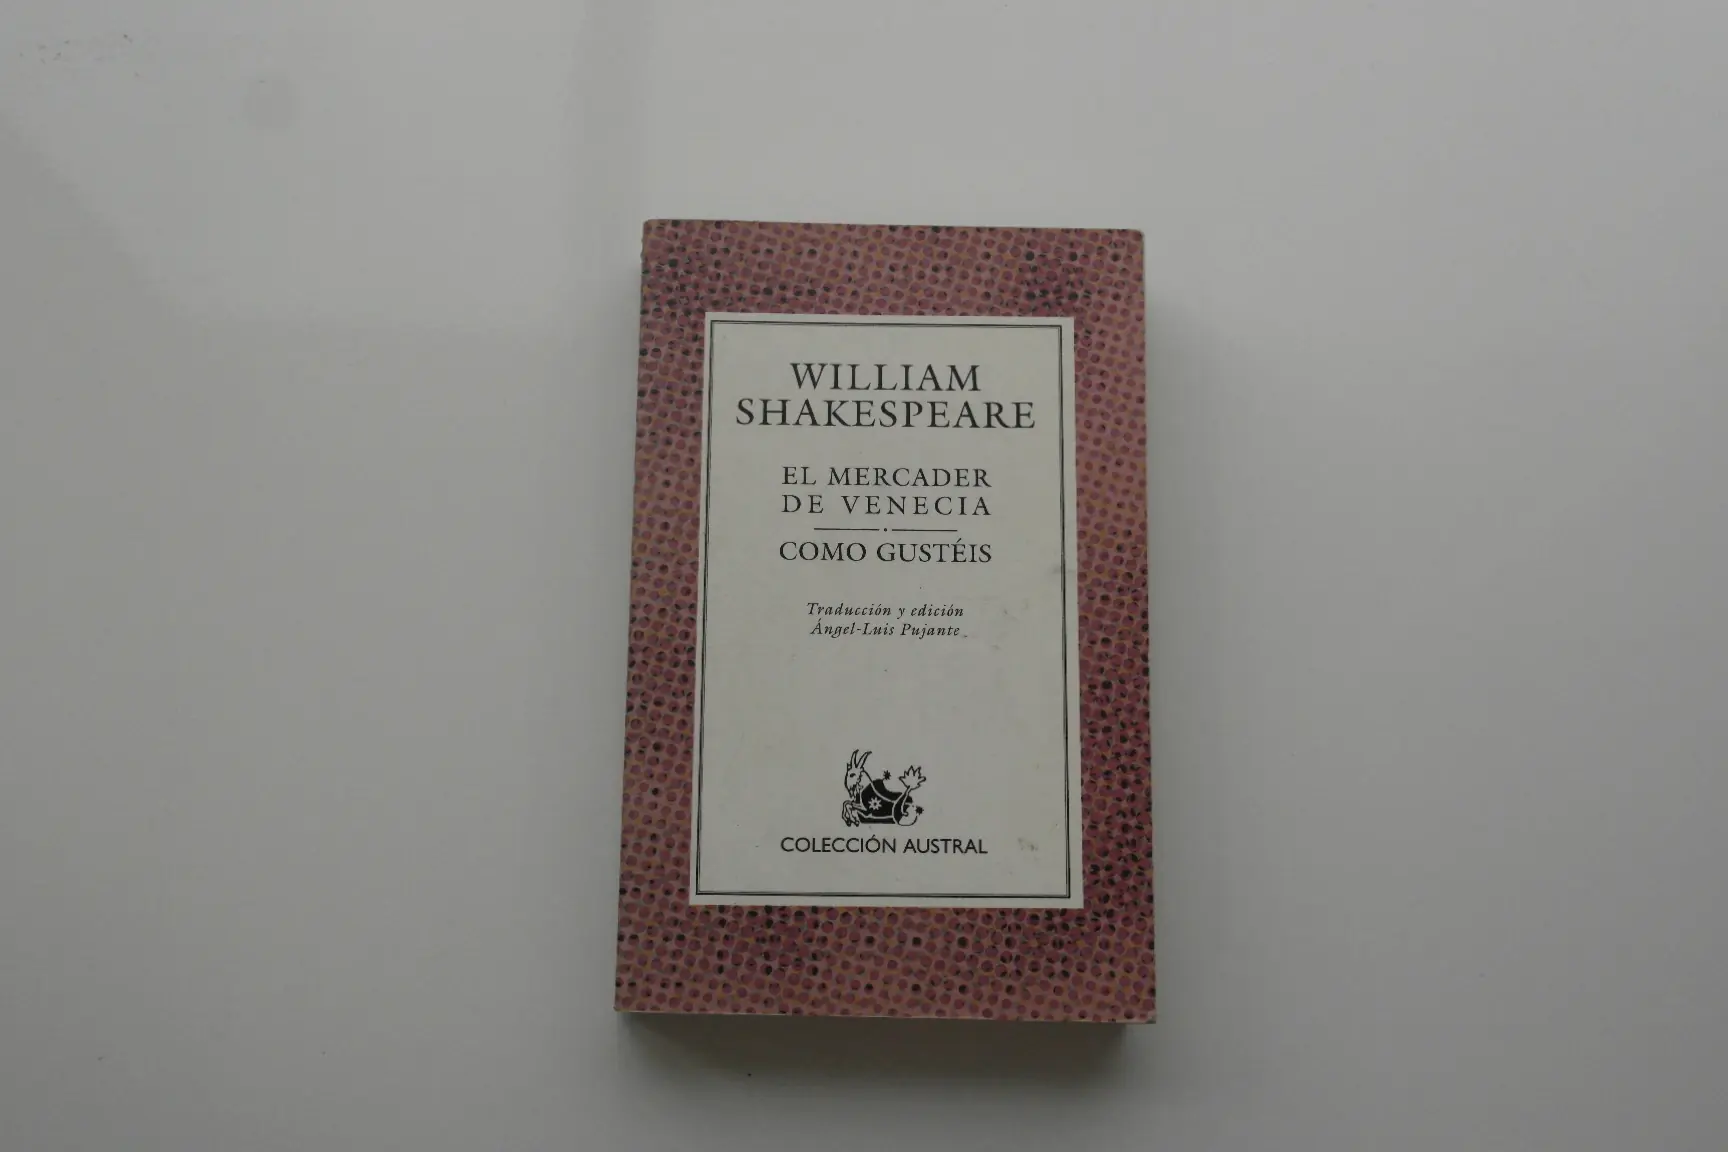 WILLIAM
SHAKESPEARE
EL MERCADER
DE VENECIA
COMO GUSTÉIS
Traducción y edición
Ángel-Luis Pujante
COLECCIÓN AUSTRAL